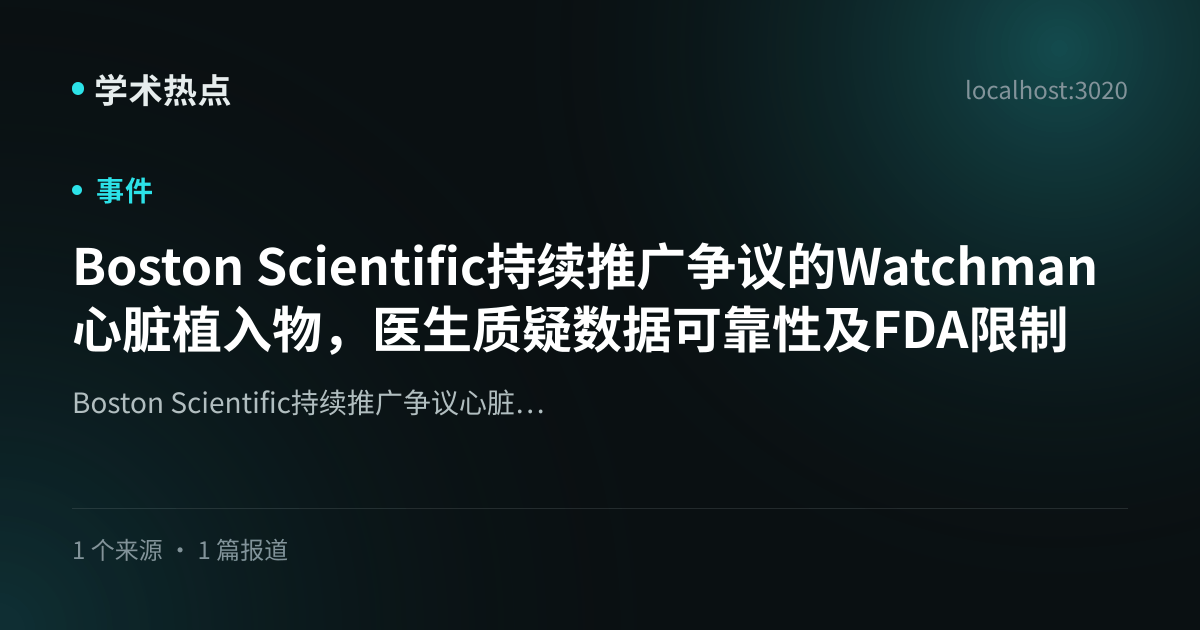 学术热点
localhost:3020
事件
Boston Scientific持续推广争议的Watchman
心脏植入物，医生质疑数据可靠性及FDA限制
Boston Scientific持续推广争议心脏…
1 个来源 · 1 篇报道